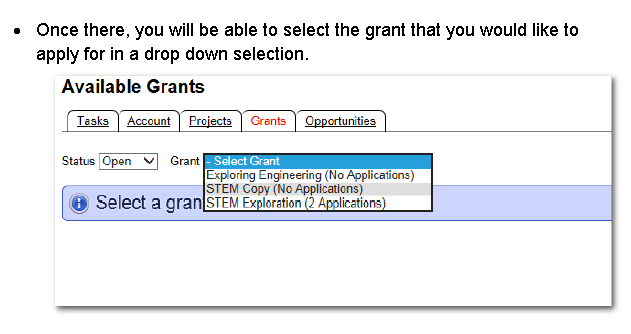 • Once there, you will be able to select the grant that you would like to
apply for in a drop down selection.
Available Grants
Tasks Account Projects Grants Opportunities
Status Open Grant - Select Grant
Exploring Engineering (No Applications)
STEM Copy (No Applications)
STEM Exploration (2 Applications)
Select a gran